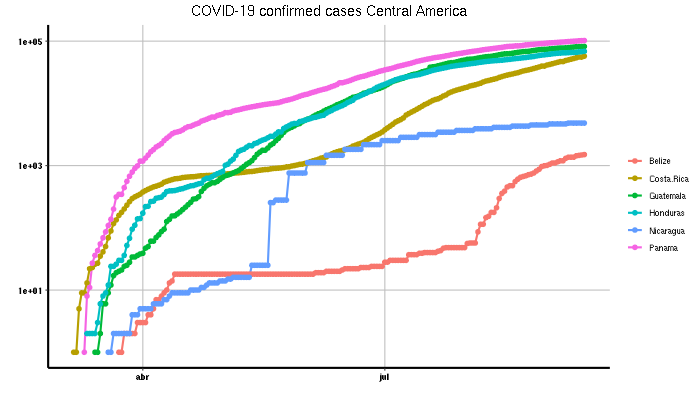 COVID-19 confirmed cases Central America
1e+05
1e+03
1e+01
abr
jul
Belize
Costa.Rica
Guatemala
Honduras
Nicaragua
Panama